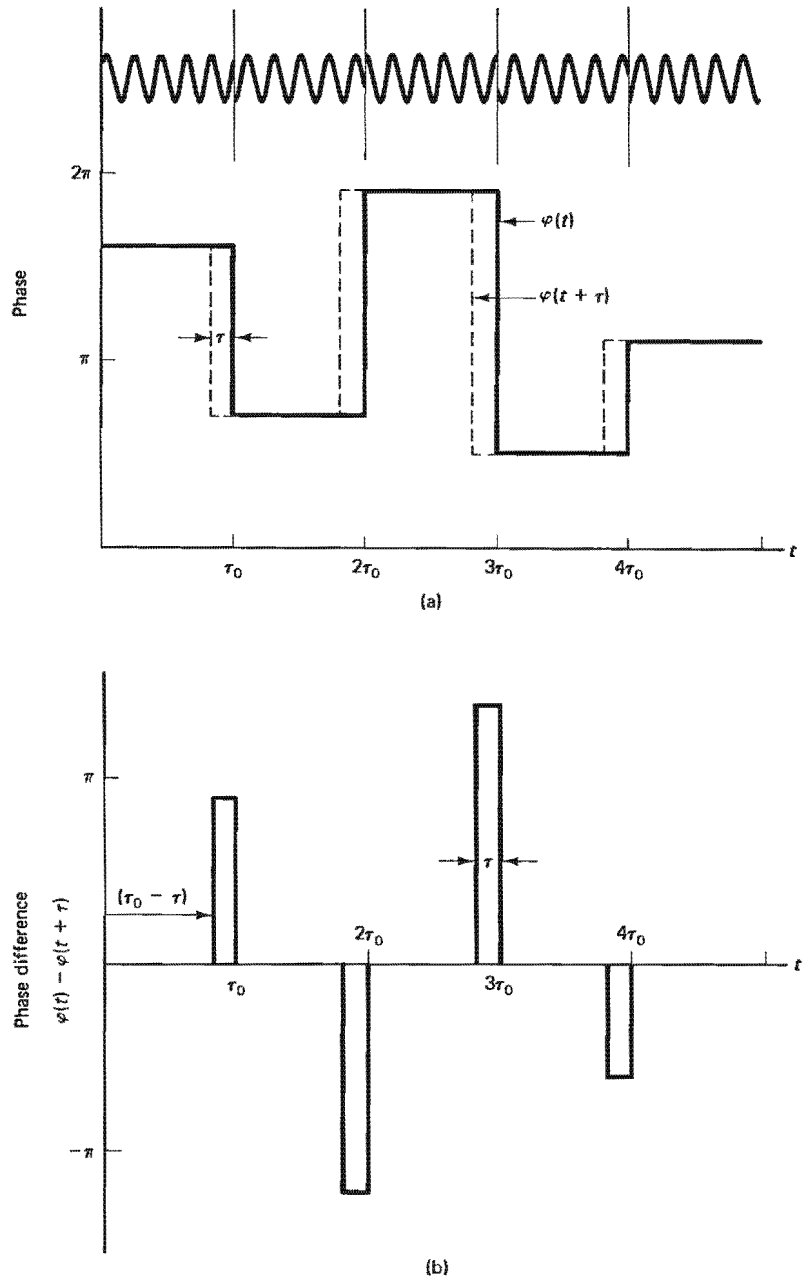 2π
φ(t)
φ(t + τ)
Phase
τ
π
τ₀
2τ₀
3τ₀
4τ₀
t
(a)
π
(τ₀ − τ)
τ
2τ₀
4τ₀
t
τ₀
3τ₀
Phase difference
φ(t) − φ(t + τ)
−π
(b)